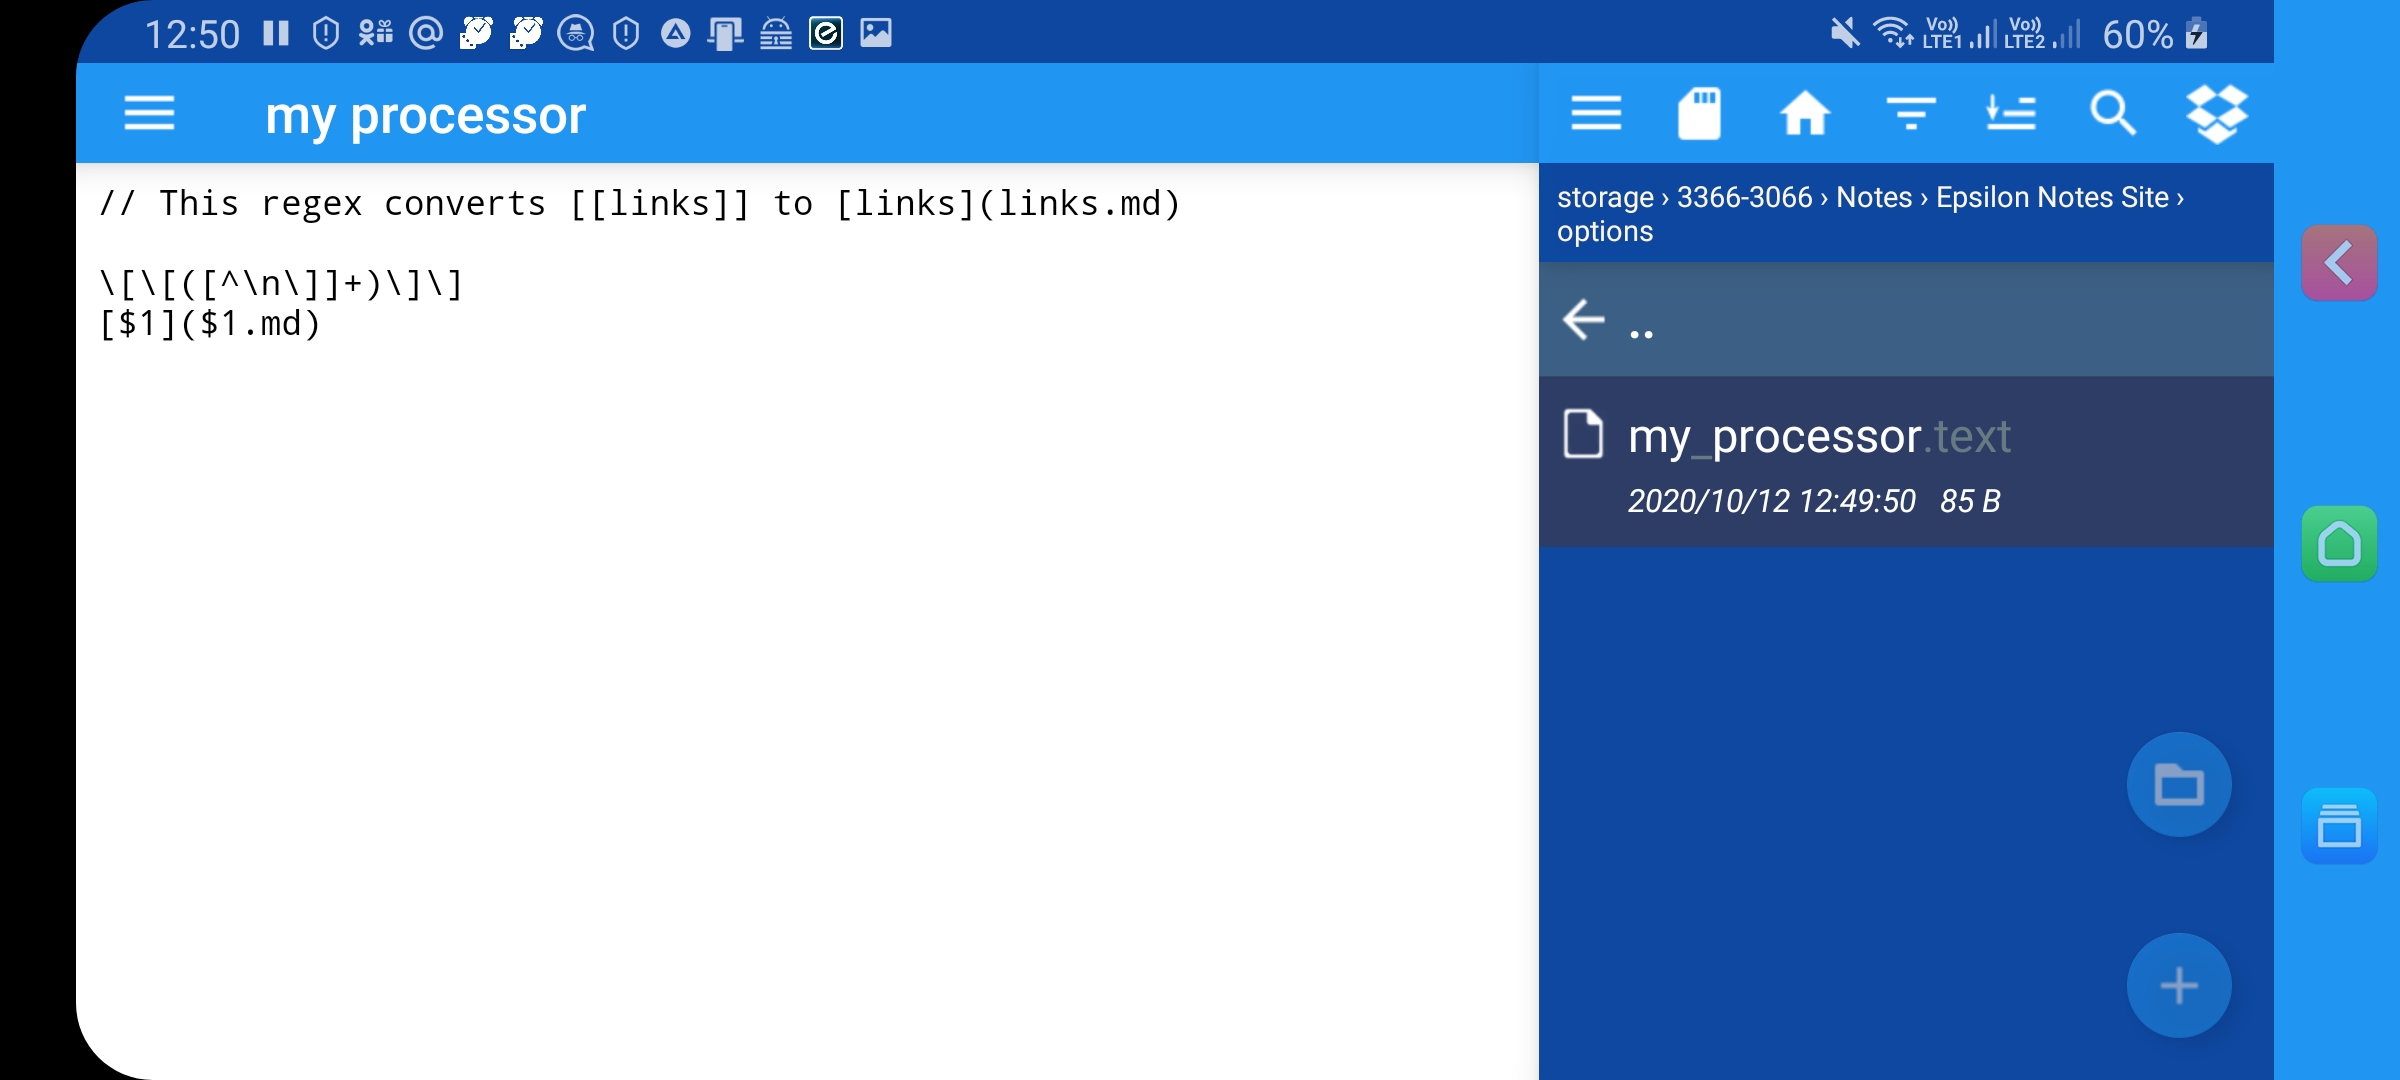 12:50
Vo)) LTE1 Vo)) LTE2 60%
my processor
// This regex converts [[links]] to [links](links.md)
\[\[([^\n\]]+)\]\]
[$1]($1.md)
storage › 3366-3066 › Notes › Epsilon Notes Site ›
options
..
my_processor.text
2020/10/12 12:49:50 85 B